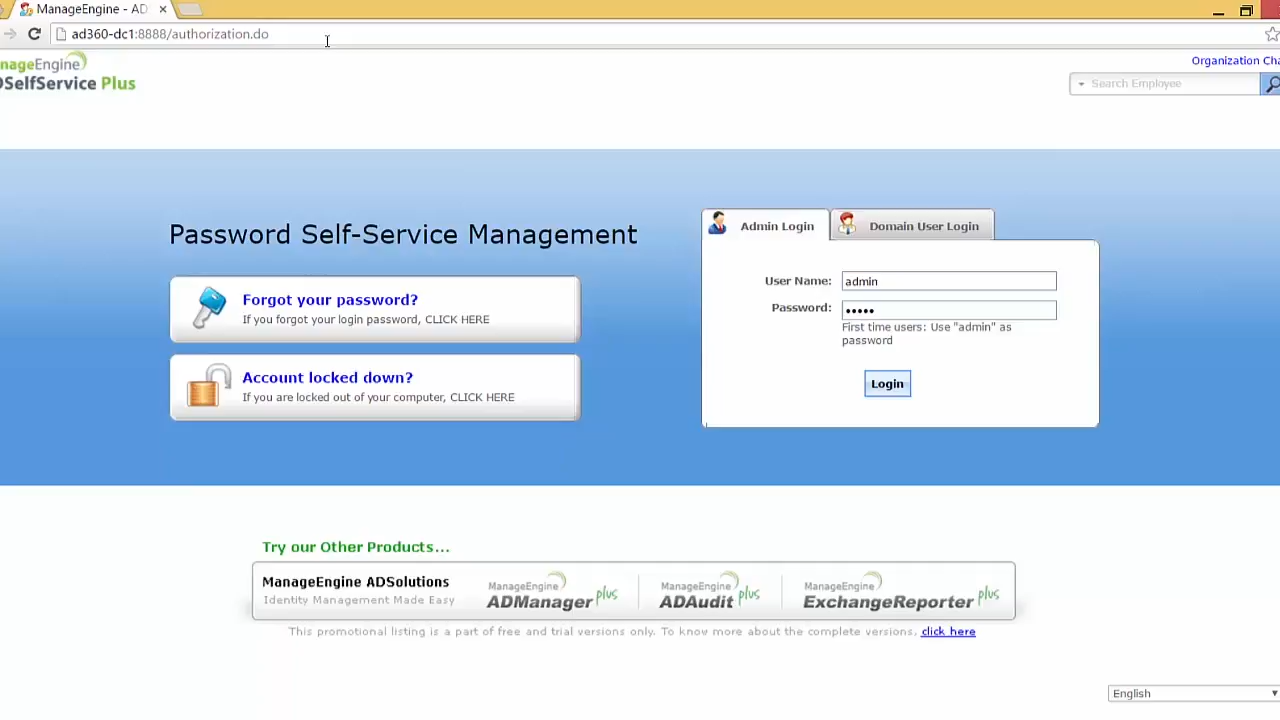 ManageEngine - AD
ad360-dc1:8888/authorization.do
nageEngine
Organization Cha
DSelfService Plus
Search Employee
Password Self-Service Management
Admin Login
Domain User Login
User Name:
admin
Forgot your password?
If you forgot your login password, CLICK HERE
Password:
•••••
First time users: Use "admin" as
password
Account locked down?
If you are locked out of your computer, CLICK HERE
Login
Try our Other Products...
ManageEngine ADSolutions
Identity Management Made Easy
ManageEngine
ADManager plus
ManageEngine
ADAudit plus
ManageEngine
ExchangeReporter plus
This promotional listing is a part of free and trial versions only. To know more about the complete versions, click here
English